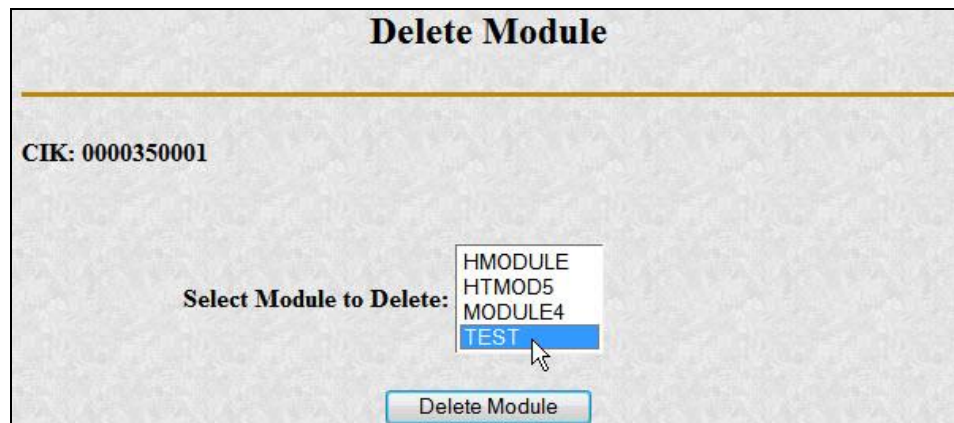 Delete Module
CIK: 0000350001
Select Module to Delete:
HMODULE
HTMOD5
MODULE4
TEST
Delete Module